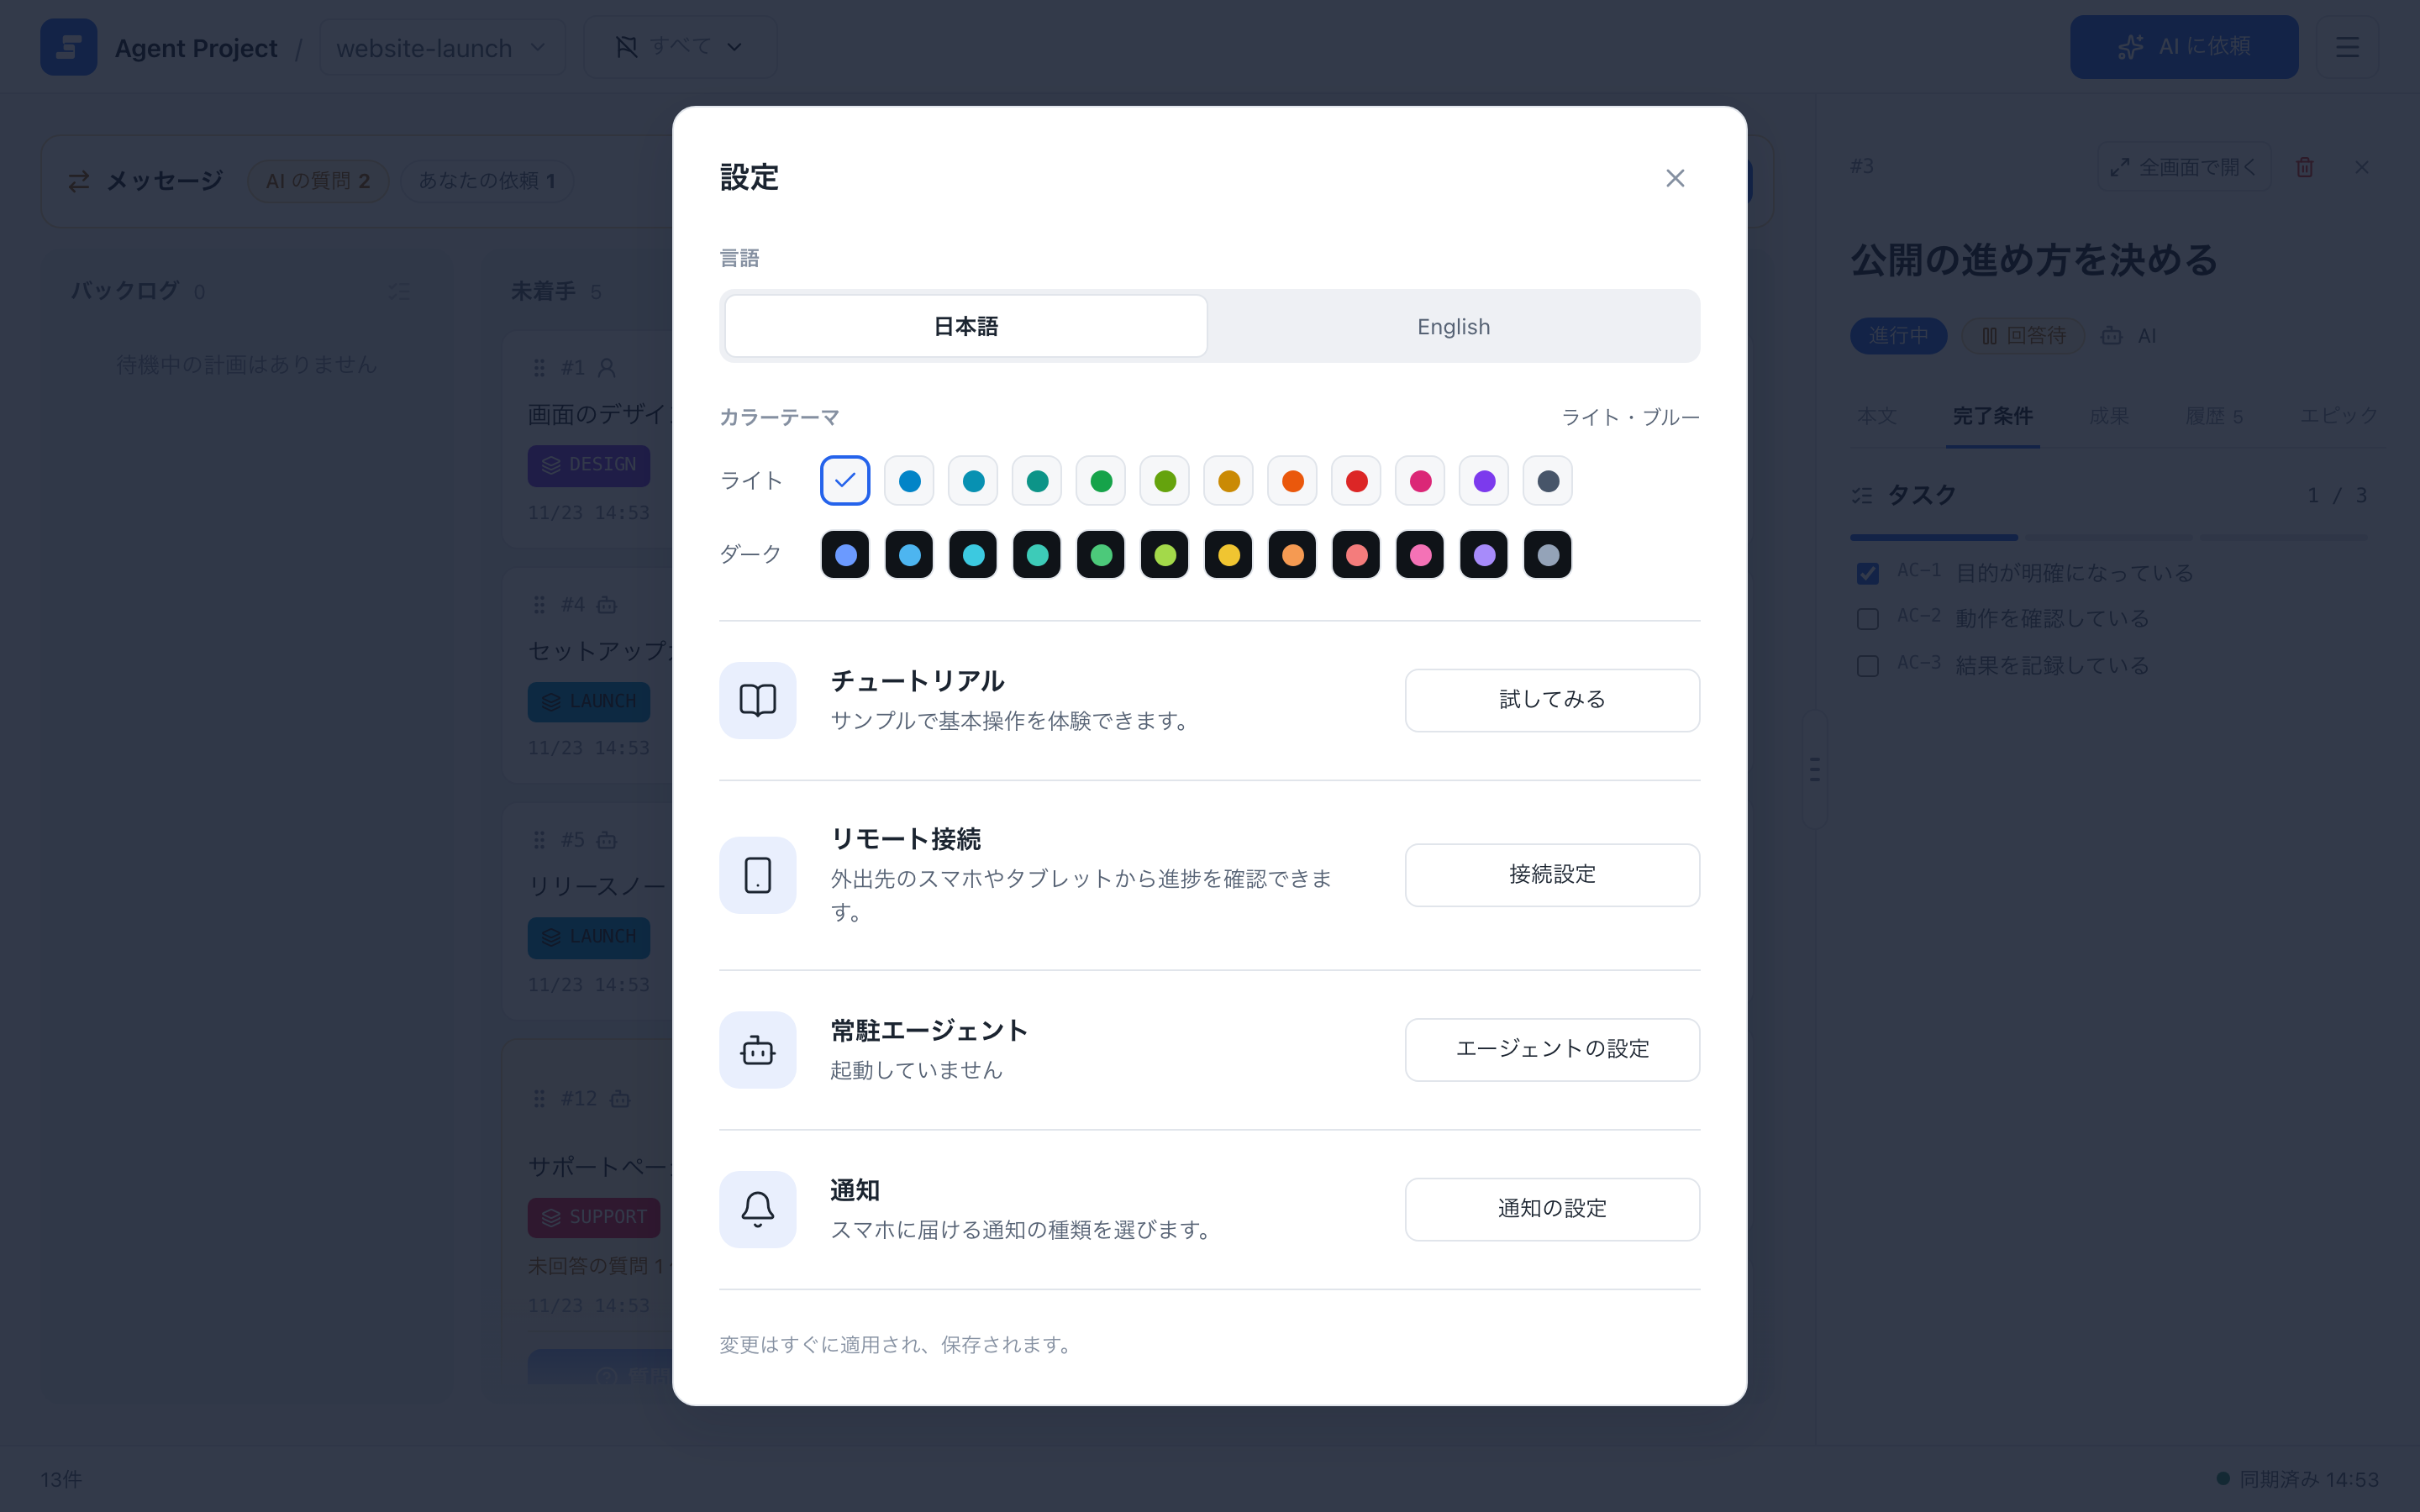 Agent Project / website-launch すべて AI に依頼
メッセージ AI の質問 2 あなたの依頼 1
バックログ 0
待機中の計画はありません
未着手 5
#1
画面のデザイ
DESIGN
11/23 14:53
#4
セットアップ
LAUNCH
11/23 14:53
#5
リリースノー
LAUNCH
11/23 14:53
#12
サポートペー
SUPPORT
未回答の質問 1
11/23 14:53
設定
言語
日本語 English
カラーテーマ ライト・ブルー
ライト
ダーク
チュートリアル
サンプルで基本操作を体験できます。
試してみる
リモート接続
外出先のスマホやタブレットから進捗を確認できま
す。
接続設定
常駐エージェント
起動していません
エージェントの設定
通知
スマホに届ける通知の種類を選びます。
通知の設定
変更はすぐに適用され、保存されます。
#3 全画面で開く
公開の進め方を決める
進行中 回答待 AI
本文 完了条件 成果 履歴 5 エピック
タスク 1 / 3
AC-1 目的が明確になっている
AC-2 動作を確認している
AC-3 結果を記録している
13件
同期済み 14:53